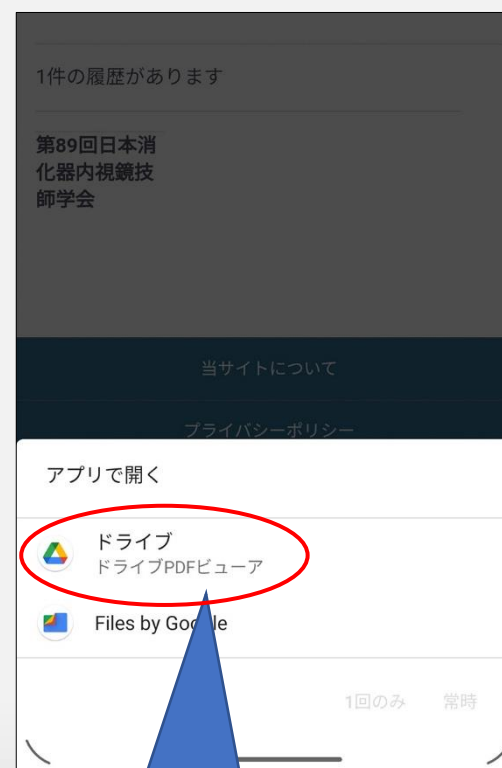 1件の履歴があります
第89回日本消
化器内視鏡技
師学会
当サイトについて
プライバシーポリシー
アプリで開く
ドライブ
ドライブPDFビューア
Files by Google
1回のみ 常時